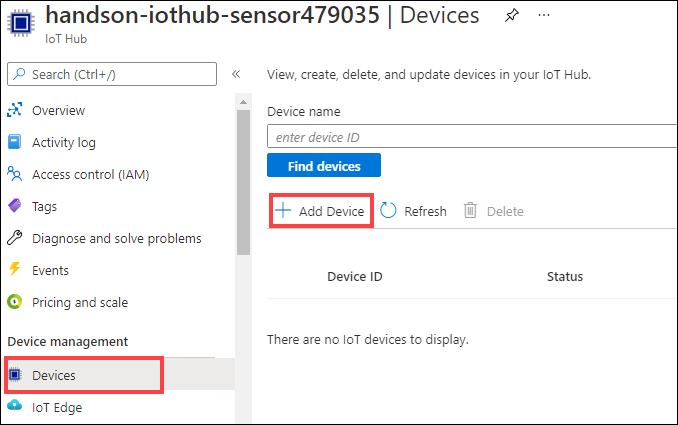 handson-iothub-sensor479035 | Devices
IoT Hub
Search (Ctrl+/)
Overview
Activity log
Access control (IAM)
Tags
Diagnose and solve problems
Events
Pricing and scale
Device management
Devices
IoT Edge
View, create, delete, and update devices in your IoT Hub.
Device name
enter device ID
Find devices
Add Device Refresh Delete
Device ID Status
There are no IoT devices to display.